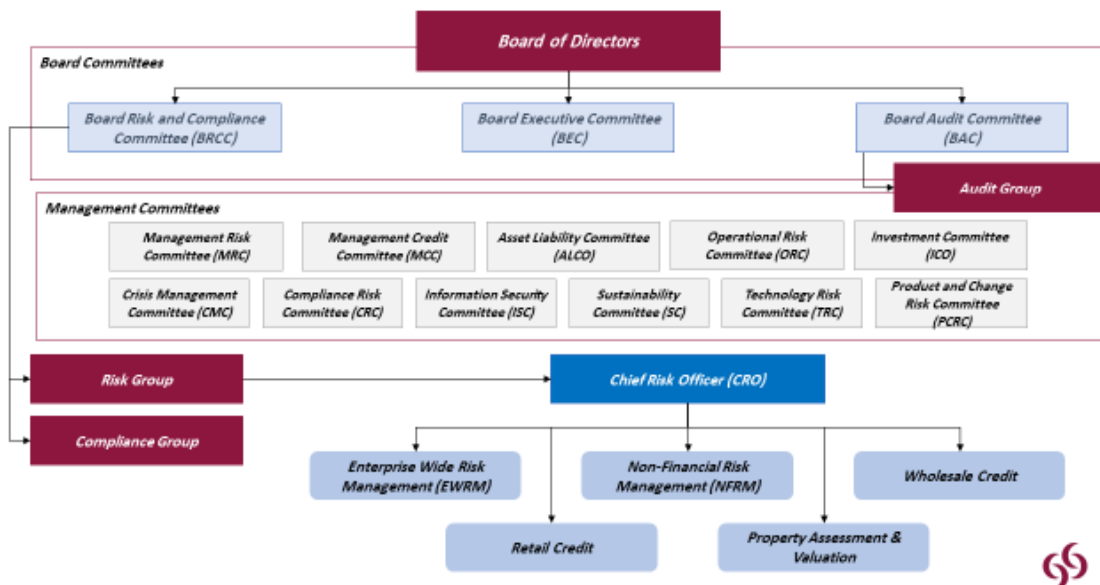 Board of Directors
Board Committees
Board Risk and Compliance
Committee (BRCC)
Board Executive Committee
(BEC)
Board Audit Committee
(BAC)
Audit Group
Management Committees
Management Risk
Committee (MRC)
Management Credit
Committee (MCC)
Asset Liability Committee
(ALCO)
Operational Risk
Committee (ORC)
Investment Committee
(ICO)
Crisis Management
Committee (CMC)
Compliance Risk
Committee (CRC)
Information Security
Committee (ISC)
Sustainability
Committee (SC)
Technology Risk
Committee (TRC)
Product and Change
Risk Committee
(PCRC)
Risk Group
Chief Risk Officer (CRO)
Compliance Group
Enterprise Wide Risk
Management (EWRM)
Non-Financial Risk
Management (NFRM)
Wholesale Credit
Retail Credit
Property Assessment &
Valuation